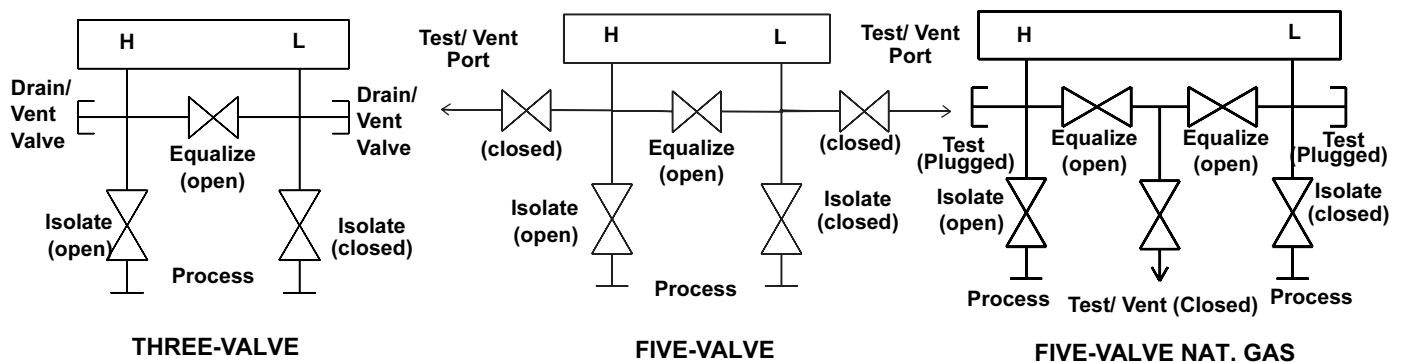 H
L
Drain/
Vent
Valve
Drain/
Vent
Valve
Equalize
(open)
Isolate
(open)
Isolate
(closed)
Process
THREE-VALVE
Test/ Vent
Port
H
L
Test/ Vent
Port
(closed)
Equalize
(open)
(closed)
Isolate
(open)
Isolate
(closed)
Process
FIVE-VALVE
H
L
Test
(Plugged)
Equalize
(open)
Equalize
(open)
Test
(Plugged)
Isolate
(open)
Isolate
(closed)
Process
Test/ Vent (Closed)
Process
FIVE-VALVE NAT. GAS